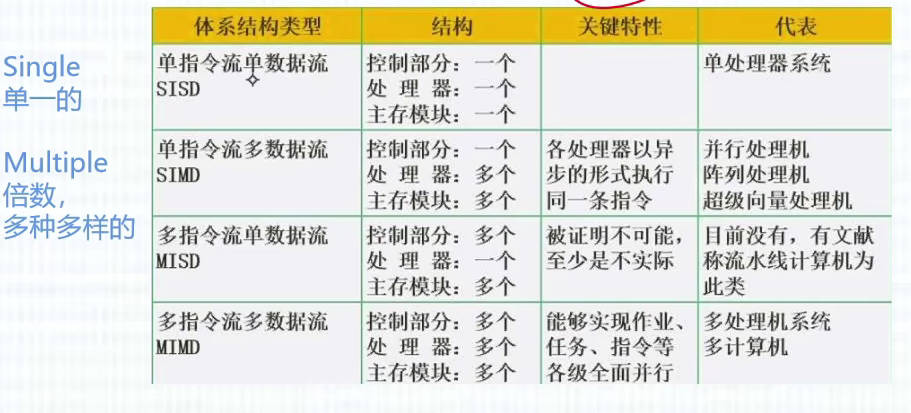 体系结构类型 结构 关键特性 代表
Single
单一的
单指令流单数据流
SISD
控制部分：一个
处 理 器：一个
主存模块：一个
单处理器系统
Multiple
倍数，
多种多样的
单指令流多数据流
SIMD
控制部分：一个
处 理 器：多个
主存模块：多个
各处理器以异
步的形式执行
同一条指令
并行处理机
阵列处理机
超级向量处理机
多指令流单数据流
MISD
控制部分：多个
处 理 器：一个
主存模块：多个
被证明不可能，
至少是不实际
目前没有，有文献
称流水线计算机为
此类
多指令流多数据流
MIMD
控制部分：多个
处 理 器：多个
主存模块：多个
能够实现作业、
任务、指令等
各级全面并行
多处理机系统
多计算机